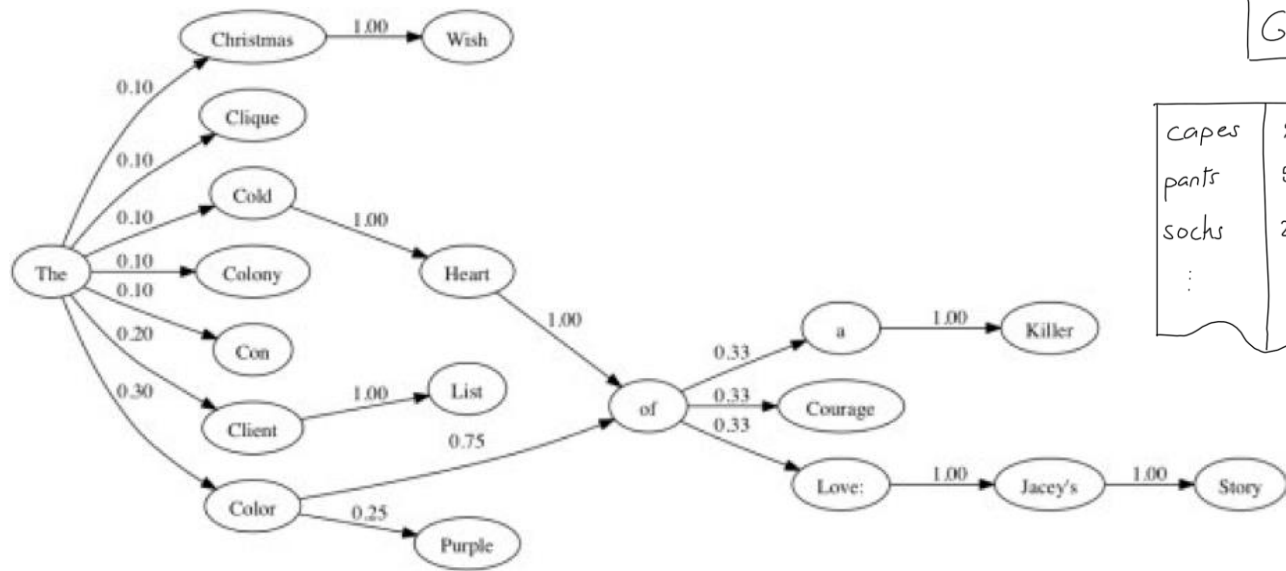 Christmas
1.00
Wish
0.10
Clique
0.10
Cold
0.10
1.00
The
0.10
Colony
Heart
0.10
Con
1.00
0.20
Client
1.00
List
0.30
Color
0.75
of
0.25
Purple
0.33
a
1.00
Killer
0.33
Courage
0.33
Love:
1.00
Jacey's
1.00
Story
G
capes
pants
socks
⋮